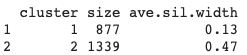 cluster size ave.sil.width
1       1  877          0.13
2       2 1339          0.47